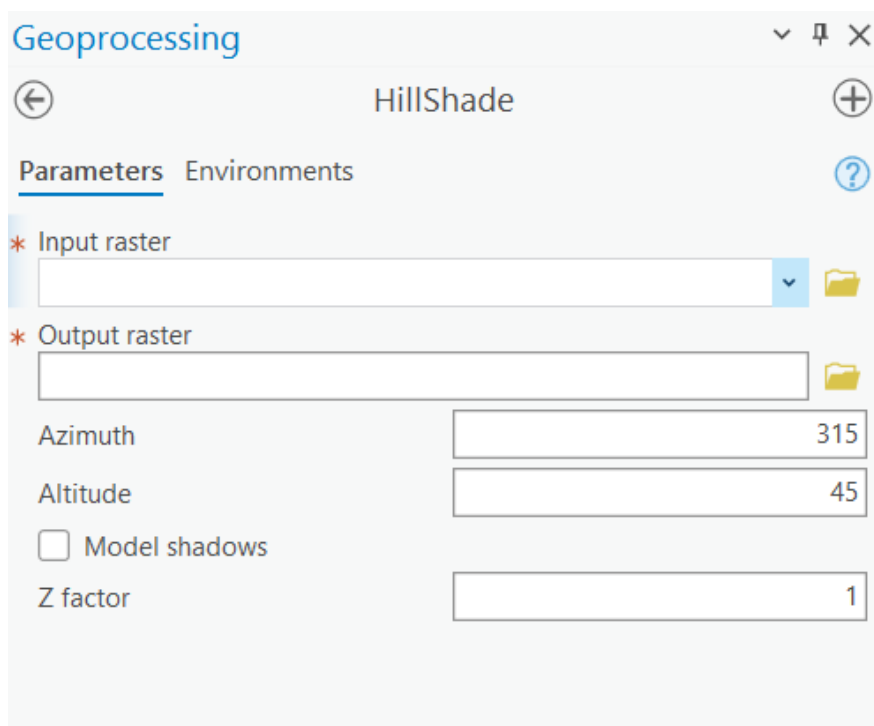 Geoprocessing
HillShade
Parameters Environments
* Input raster
* Output raster
Azimuth 315
Altitude 45
Model shadows
Z factor 1